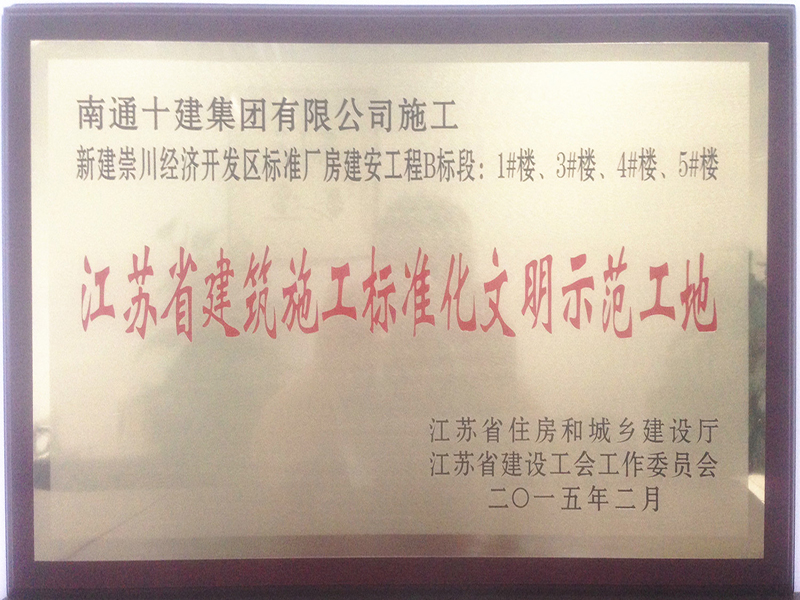 南通十建集团有限公司施工
新建崇川经济开发区标准厂房建安工程B标段：1#楼、3#楼、4#楼、5#楼
江苏省建筑施工标准化文明示范工地
江苏省住房和城乡建设厅
江苏省建设工会工作委员会
二〇一五年二月